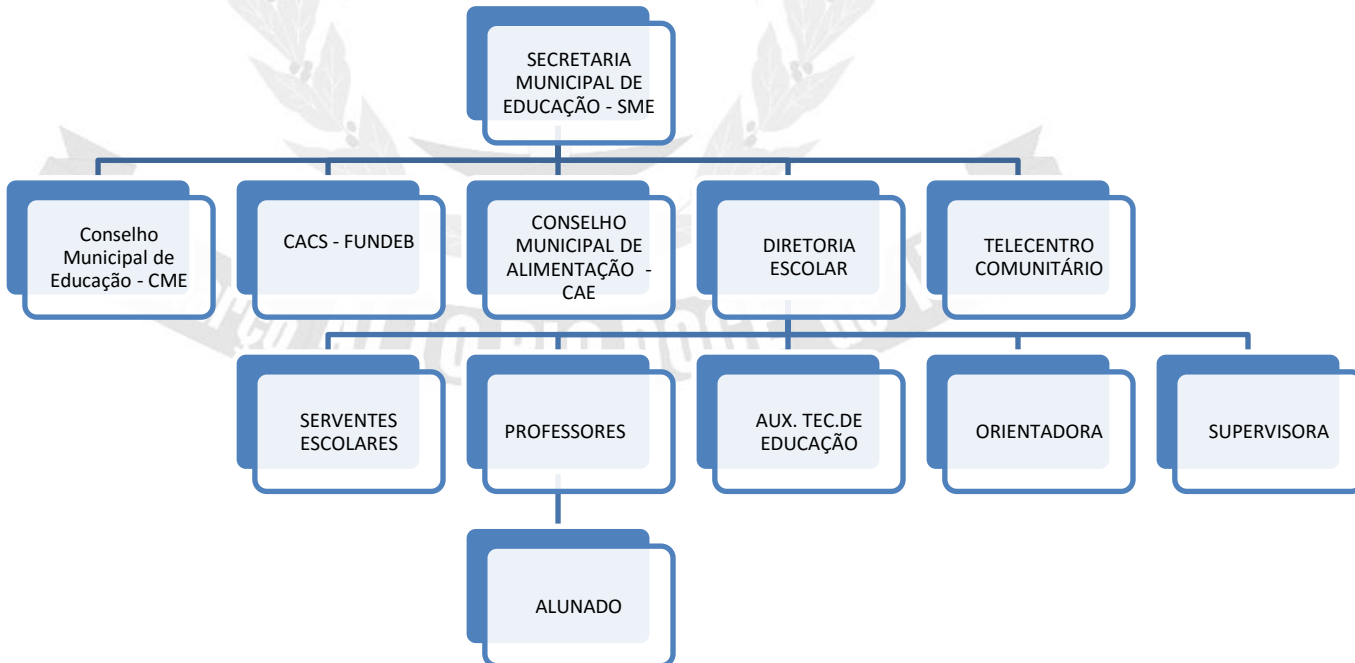 SECRETARIA
MUNICIPAL DE
EDUCAÇÃO - SME
Conselho
Municipal de
Educação - CME
CACS - FUNDEB
CONSELHO
MUNICIPAL DE
ALIMENTAÇÃO -
CAE
DIRETORIA
ESCOLAR
TELECENTRO
COMUNITÁRIO
SERVENTES
ESCOLARES
PROFESSORES
AUX. TEC.DE
EDUCAÇÃO
ORIENTADORA
SUPERVISORA
ALUNADO